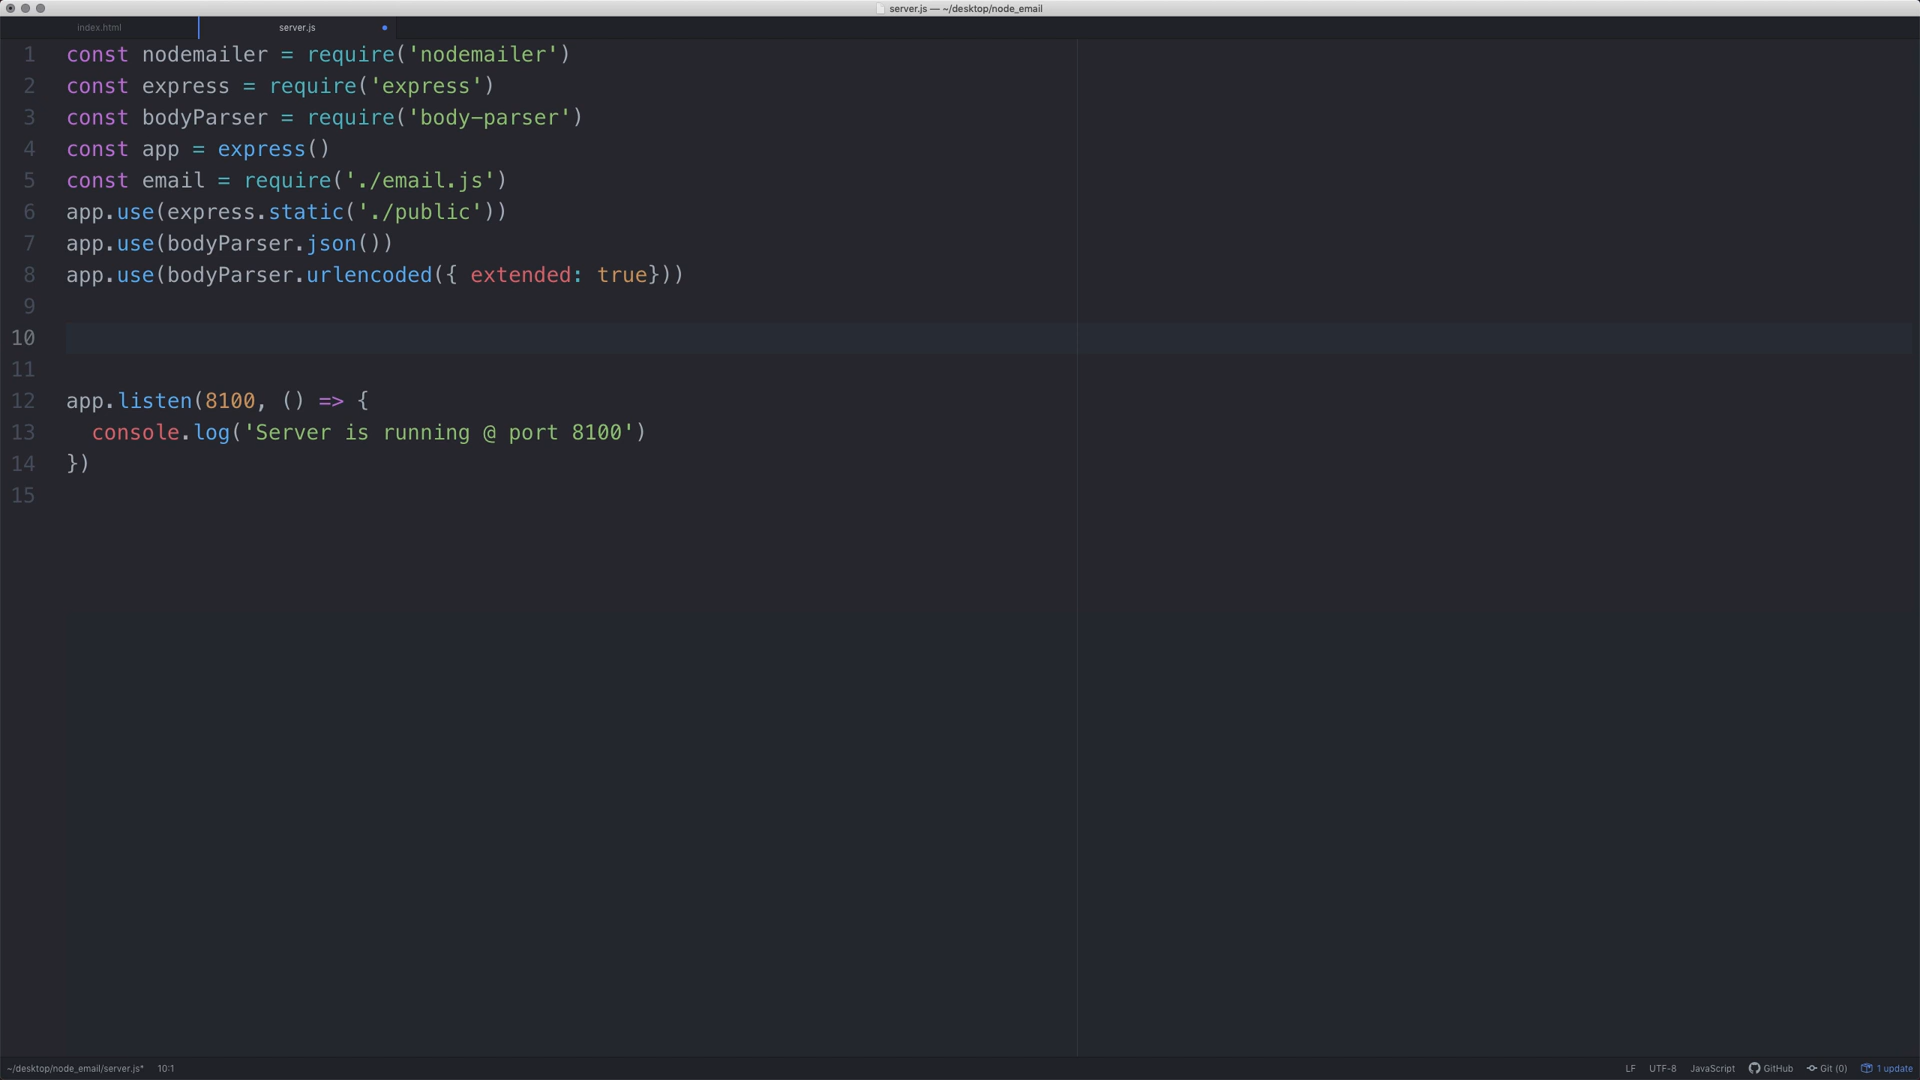 server.js — ~/desktop/node_email
index.html
server.js
1 const nodemailer = require('nodemailer')
2 const express = require('express')
3 const bodyParser = require('body-parser')
4 const app = express()
5 const email = require('./email.js')
6 app.use(express.static('./public'))
7 app.use(bodyParser.json())
8 app.use(bodyParser.urlencoded({ extended: true}))
9
10
11
12 app.listen(8100, () => {
13   console.log('Server is running @ port 8100')
14 })
15
~/desktop/node_email/server.js* 10:1 LF UTF-8 JavaScript GitHub Git (0) 1 update